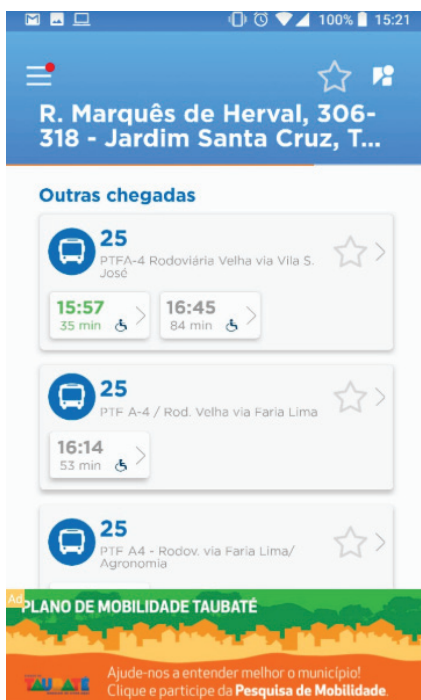 100% 15:21
R. Marquês de Herval, 306-
318 - Jardim Santa Cruz, T...
Outras chegadas
25
PTFA-4 Rodoviária Velha via Vila S.
José
15:57
35 min
16:45
84 min
25
PTF A-4 / Rod. Velha via Faria Lima
16:14
53 min
25
PTF A4 - Rodov. via Faria Lima/
Agronomia
Ad
PLANO DE MOBILIDADE TAUBATÉ
TAUBATÉ
Ajude-nos a entender melhor o município!
Clique e participe da Pesquisa de Mobilidade.